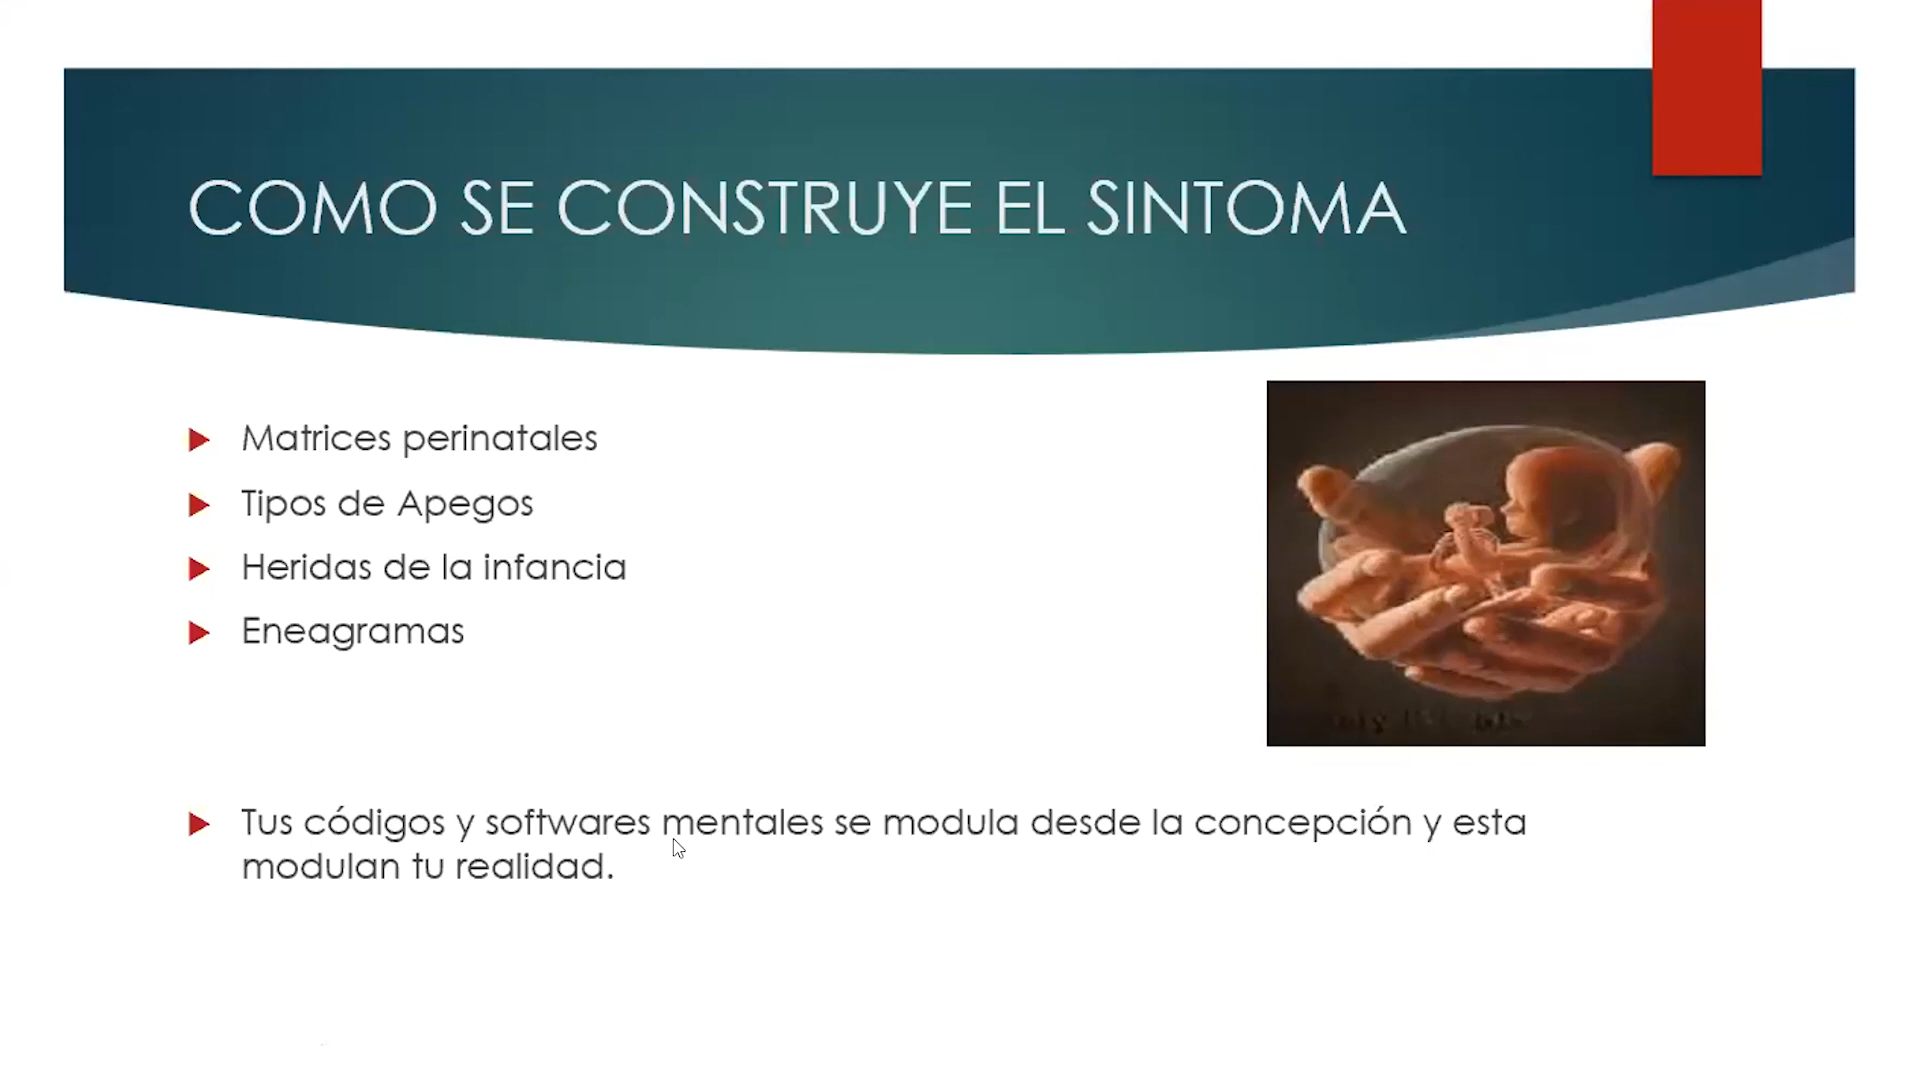 COMO SE CONSTRUYE EL SINTOMA
Matrices perinatales
Tipos de Apegos
Heridas de la infancia
Eneagramas
Tus códigos y softwares mentales se modula desde la concepción y esta
modulan tu realidad.